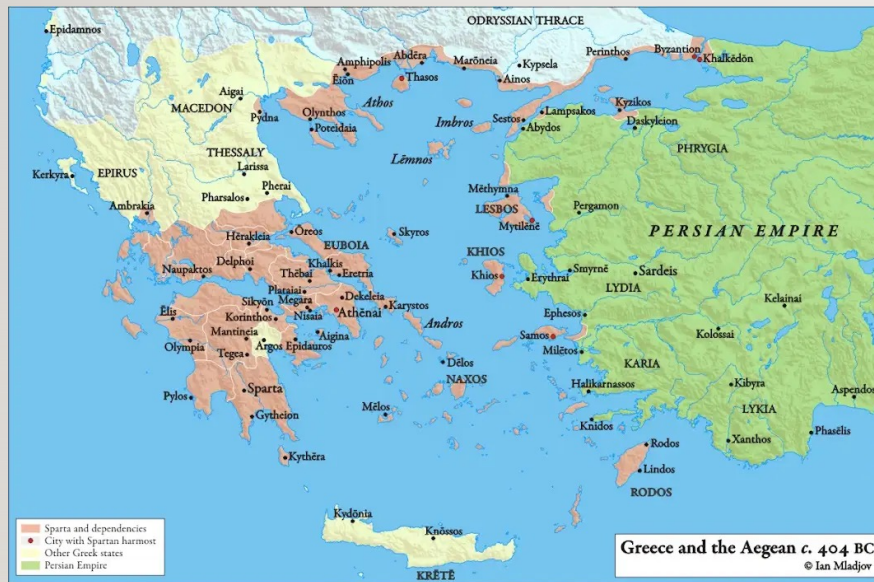 ODRYSSIAN THRACE
Epidamnos
Abdēra
Perinthos
Byzantion
Amphipolis
Marōneia
Kypsela
Khalkēdōn
Ēiōn
Thasos
Ainos
Aigai
Athos
MACEDON
Pydna
Olynthos
Poteidaia
Imbros
Sestos
Lampsakos
Abydos
Kyzikos
Daskyleion
PHRYGIA
THESSALY
Lēmnos
Larissa
Kerkyra
EPIRUS
Pherai
Pharsalos
Mēthymna
Ambrakia
LESBOS
Pergamon
Mytilēnē
PERSIAN EMPIRE
Ōreos
Skyros
Hērakleia
EUBOIA
KHIOS
Naupaktos
Delphoi
Khalkis
Thēbai
Eretria
Khios
Erythrai
Smyrnē
Sardeis
LYDIA
Plataiai
Dekeleia
Karystos
Kelainai
Ēlis
Sikyōn
Megara
Korinthos
Nisaia
Athēnai
Ephesos
Andros
Kolossai
Mantineia
Aigina
Samos
Olympia
Argos
Epidauros
Tegea
Milētos
Dēlos
KARIA
NAXOS
Pylos
Sparta
Halikarnassos
Kibyra
Aspendos
Gytheion
Mēlos
LYKIA
Knidos
Phasēlis
Xanthos
Kythēra
Rodos
Lindos
RODOS
Kydōnia
Knōssos
KRĒTĒ
Sparta and dependencies
City with Spartan harmost
Other Greek states
Persian Empire
Greece and the Aegean c. 404 BC
© Ian Mladjov